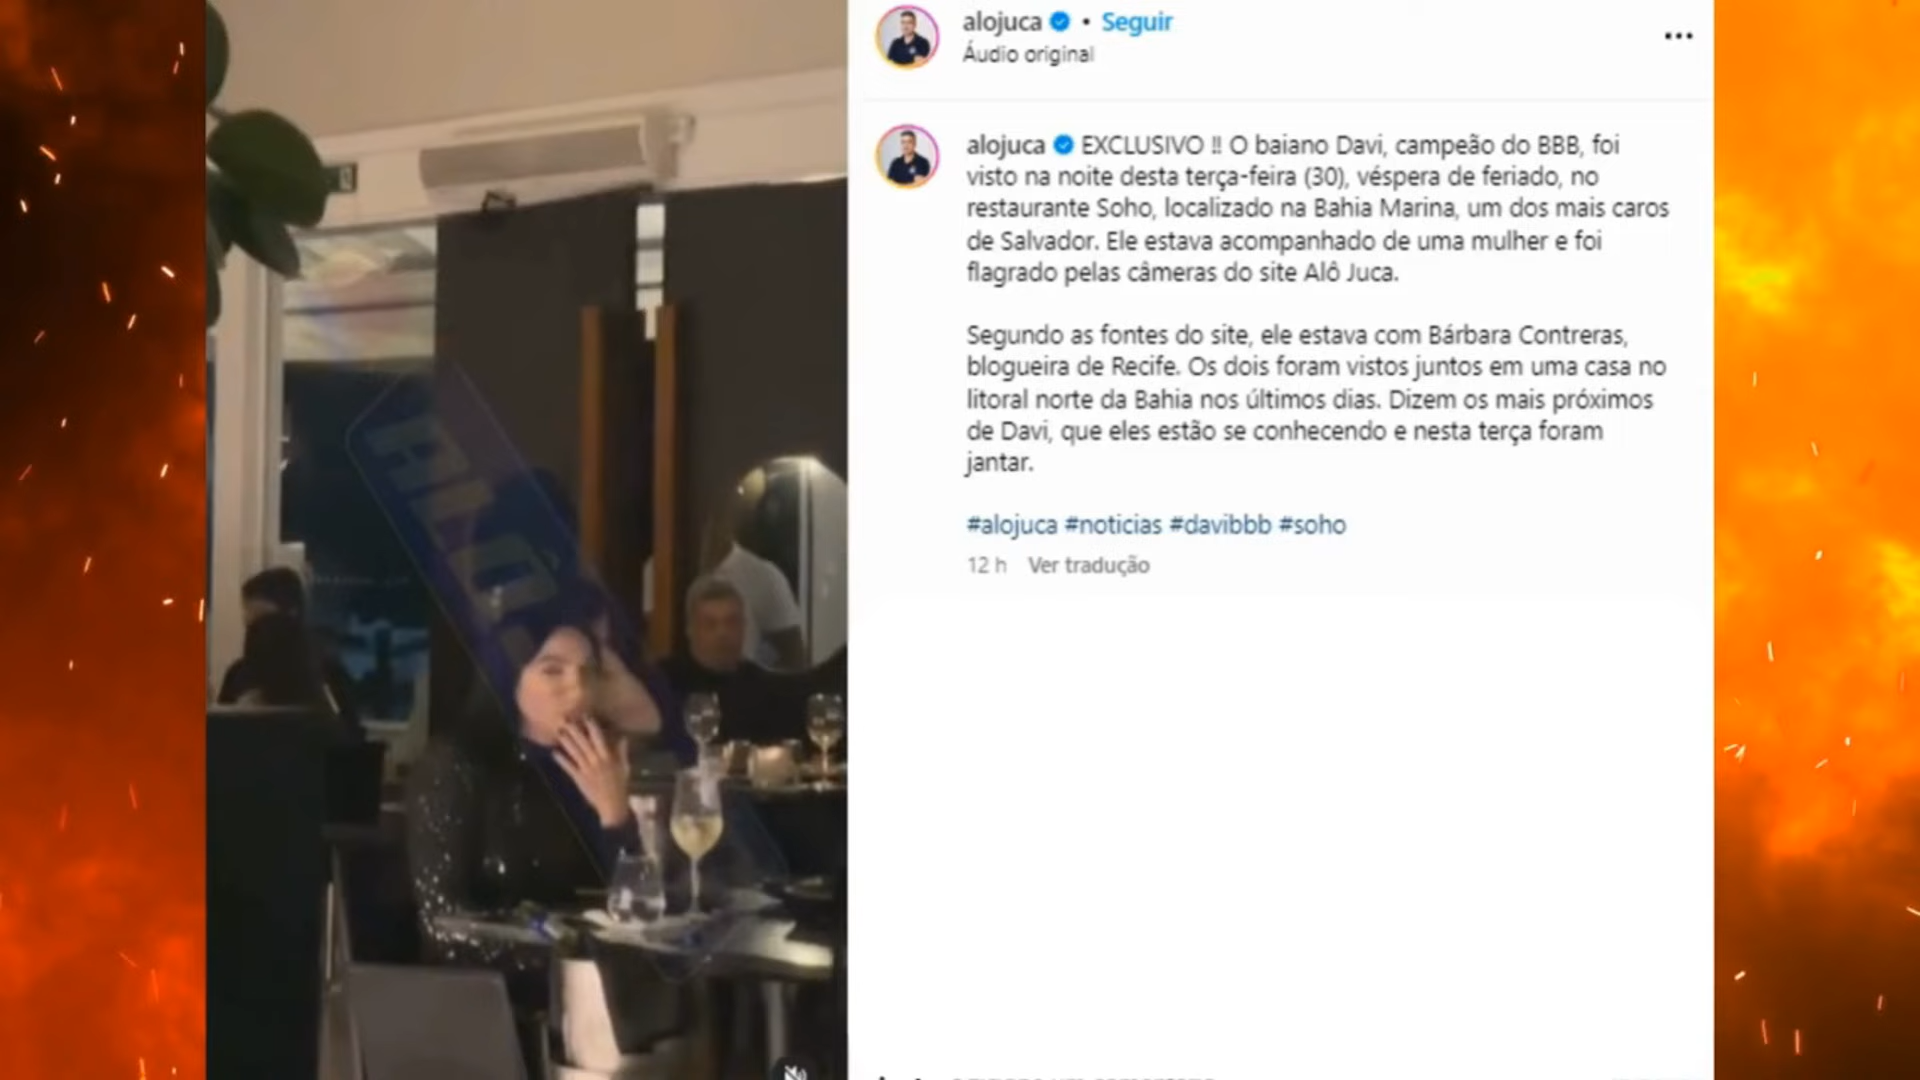 alojuca • Seguir
Áudio original
alojuca EXCLUSIVO !! O baiano Davi, campeão do BBB, foi
visto na noite desta terça-feira (30), véspera de feriado, no
restaurante Soho, localizado na Bahia Marina, um dos mais caros
de Salvador. Ele estava acompanhado de uma mulher e foi
flagrado pelas câmeras do site Alô Juca.
Segundo as fontes do site, ele estava com Bárbara Contreras,
blogueira de Recife. Os dois foram vistos juntos em uma casa no
litoral norte da Bahia nos últimos dias. Dizem os mais próximos
de Davi, que eles estão se conhecendo e nesta terça foram
jantar.
#alojuca #noticias #davibbb #soho
12 h Ver tradução
ALÔ